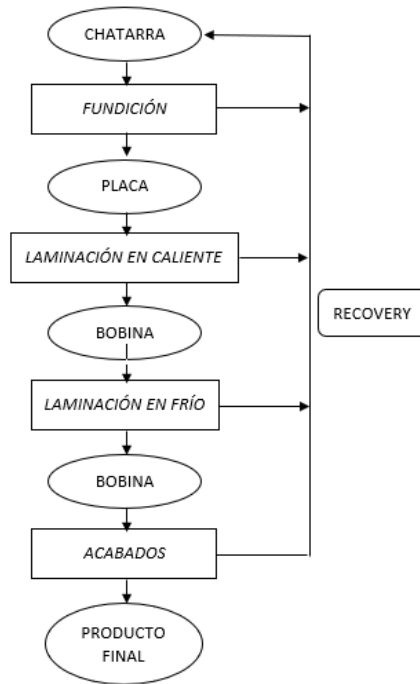 CHATARRA
FUNDICIÓN
PLACA
LAMINACIÓN EN CALIENTE
RECOVERY
BOBINA
LAMINACIÓN EN FRÍO
BOBINA
ACABADOS
PRODUCTO
FINAL